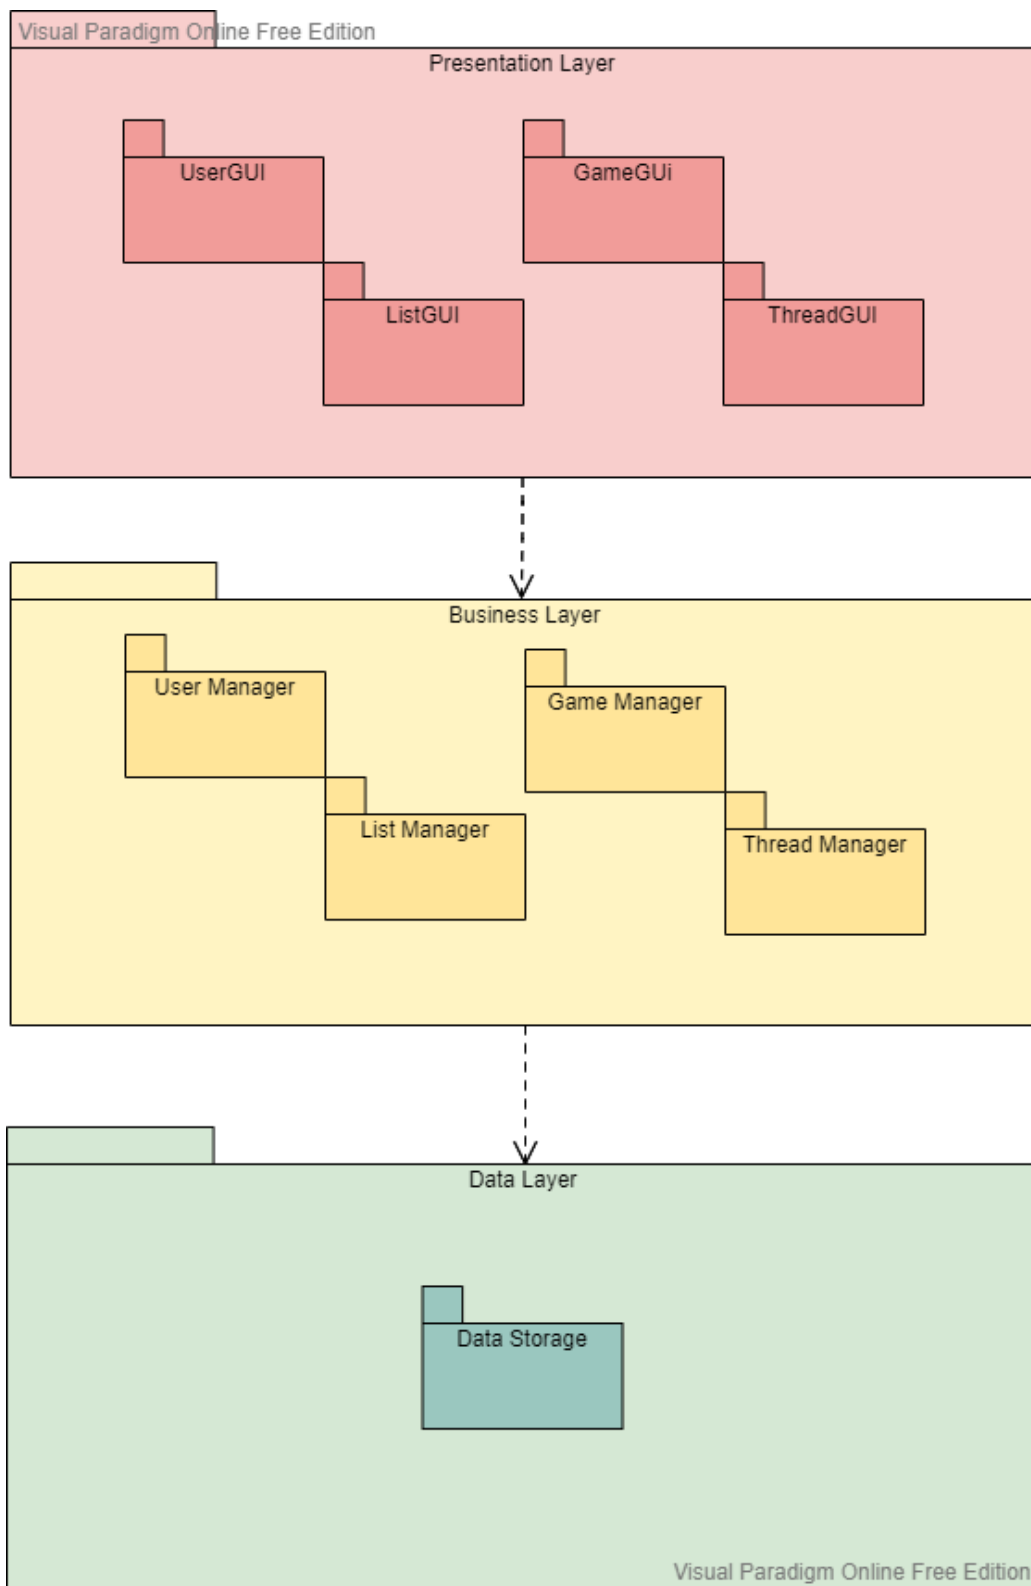 Visual Paradigm Online Free Edition
Presentation Layer
UserGUI
GameGUi
ListGUI
ThreadGUI
Business Layer
User Manager
Game Manager
List Manager
Thread Manager
Data Layer
Data Storage
Visual Paradigm Online Free Edition